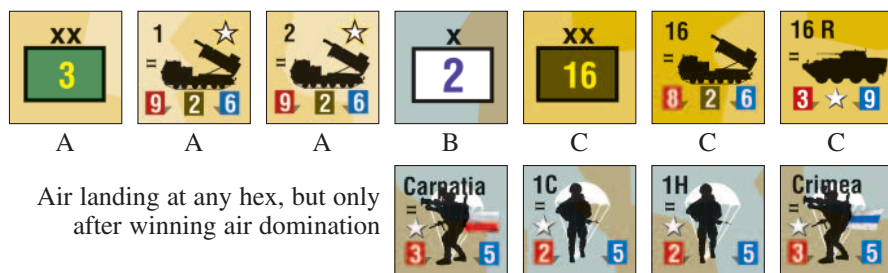 xx xx 1 2 x xx 16 16 R
3 = = 2 16 = =
9 2 6 9 2 6 8 2 6 3 9
A A A B C C C
Air landing at any hex, but only
after winning air domination
Carpatia 1C 1H Crimea
= = = =
3 5 2 5 2 5 3 5